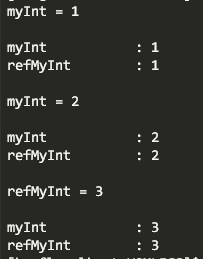 myInt = 1
myInt : 1
refMyInt : 1
myInt = 2
myInt : 2
refMyInt : 2
refMyInt = 3
myInt : 3
refMyInt : 3